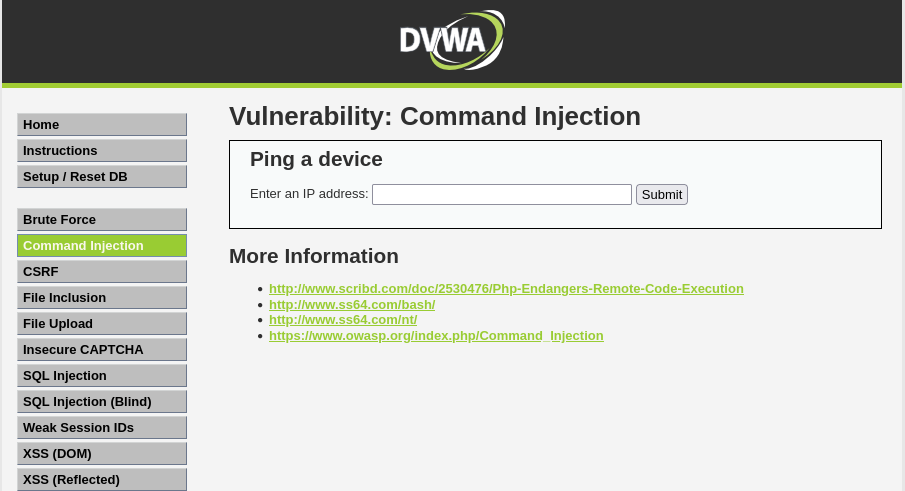 DVWA
Home
Instructions
Setup / Reset DB
Brute Force
Command Injection
CSRF
File Inclusion
File Upload
Insecure CAPTCHA
SQL Injection
SQL Injection (Blind)
Weak Session IDs
XSS (DOM)
XSS (Reflected)
Vulnerability: Command Injection
Ping a device
Enter an IP address: Submit
More Information
http://www.scribd.com/doc/2530476/Php-Endangers-Remote-Code-Execution
http://www.ss64.com/bash/
http://www.ss64.com/nt/
https://www.owasp.org/index.php/Command_Injection